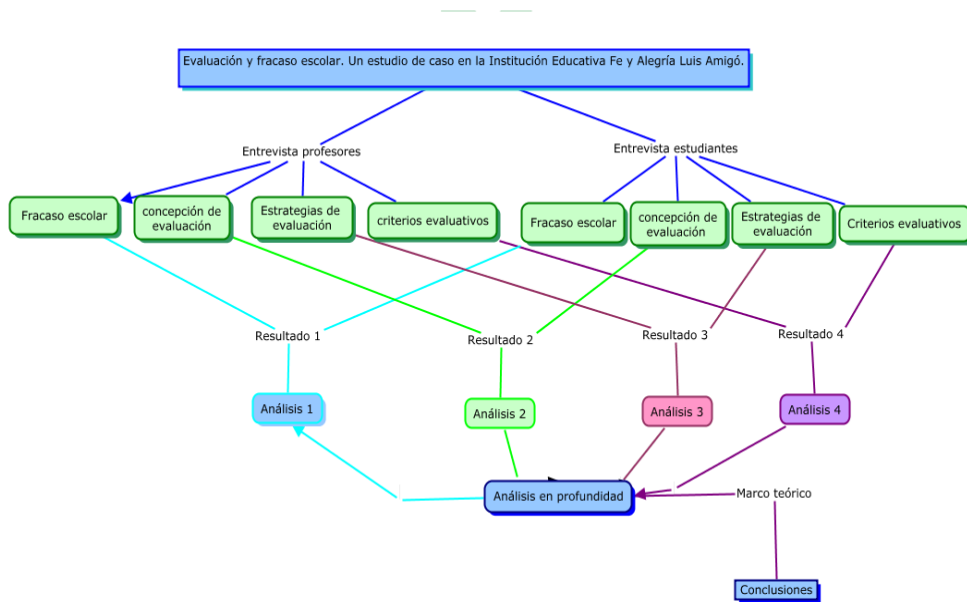 Evaluación y fracaso escolar. Un estudio de caso en la Institución Educativa Fe y Alegría Luis Amigó.
Entrevista profesores
Entrevista estudiantes
Fracaso escolar
concepción de
evaluación
Estrategias de
evaluación
criterios evaluativos
Fracaso escolar
concepción de
evaluación
Estrategias de
evaluación
Criterios evaluativos
Resultado 1
Resultado 2
Resultado 3
Resultado 4
Análisis 1
Análisis 2
Análisis 3
Análisis 4
Análisis en profundidad
Marco teórico
Conclusiones